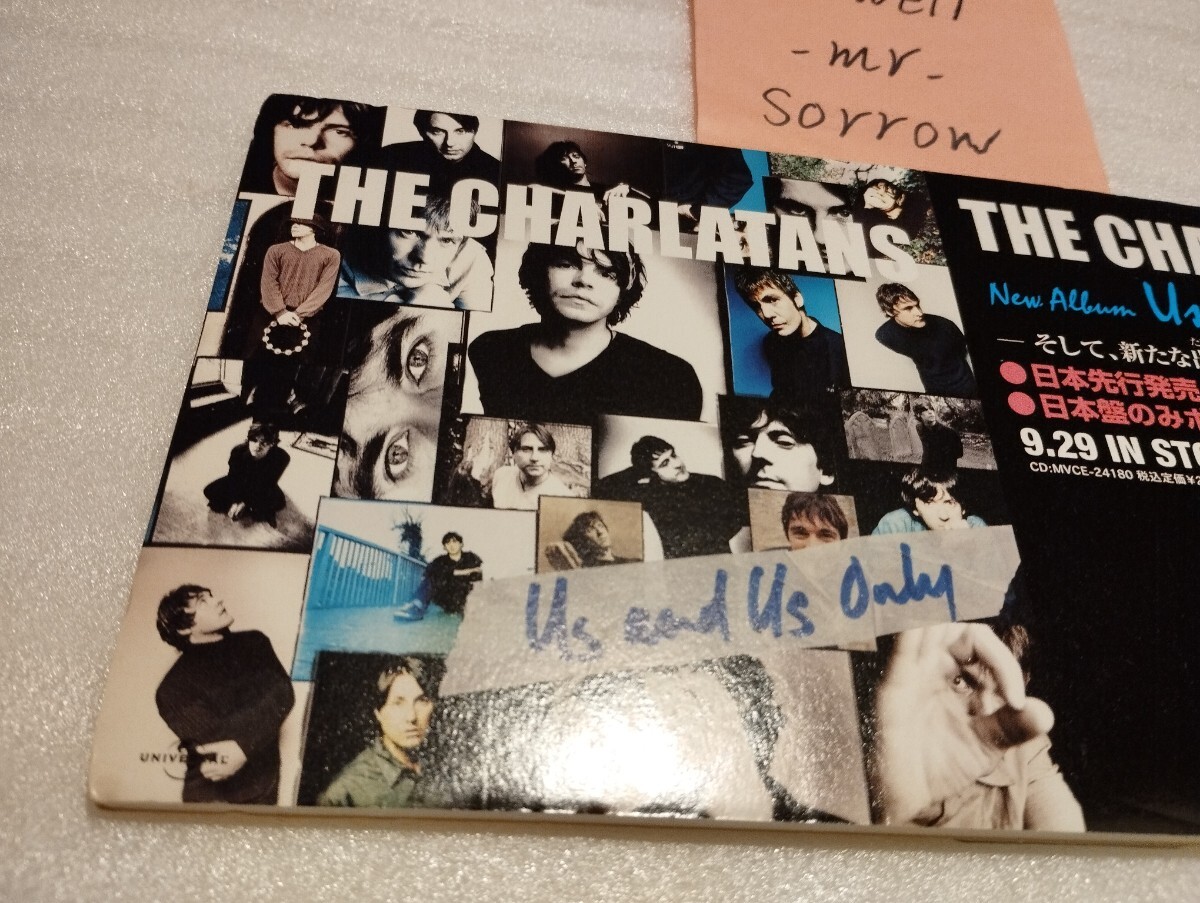 well
-mr-
Sorrow
THE CHARLATANS
Us and Us Only
UNIVERSAL
THE CHA
New Album Us
— そして、新たな
●日本先行発売
●日本盤のみボ
9.29 IN STO
CD:MVCE-24180 税込定価¥2